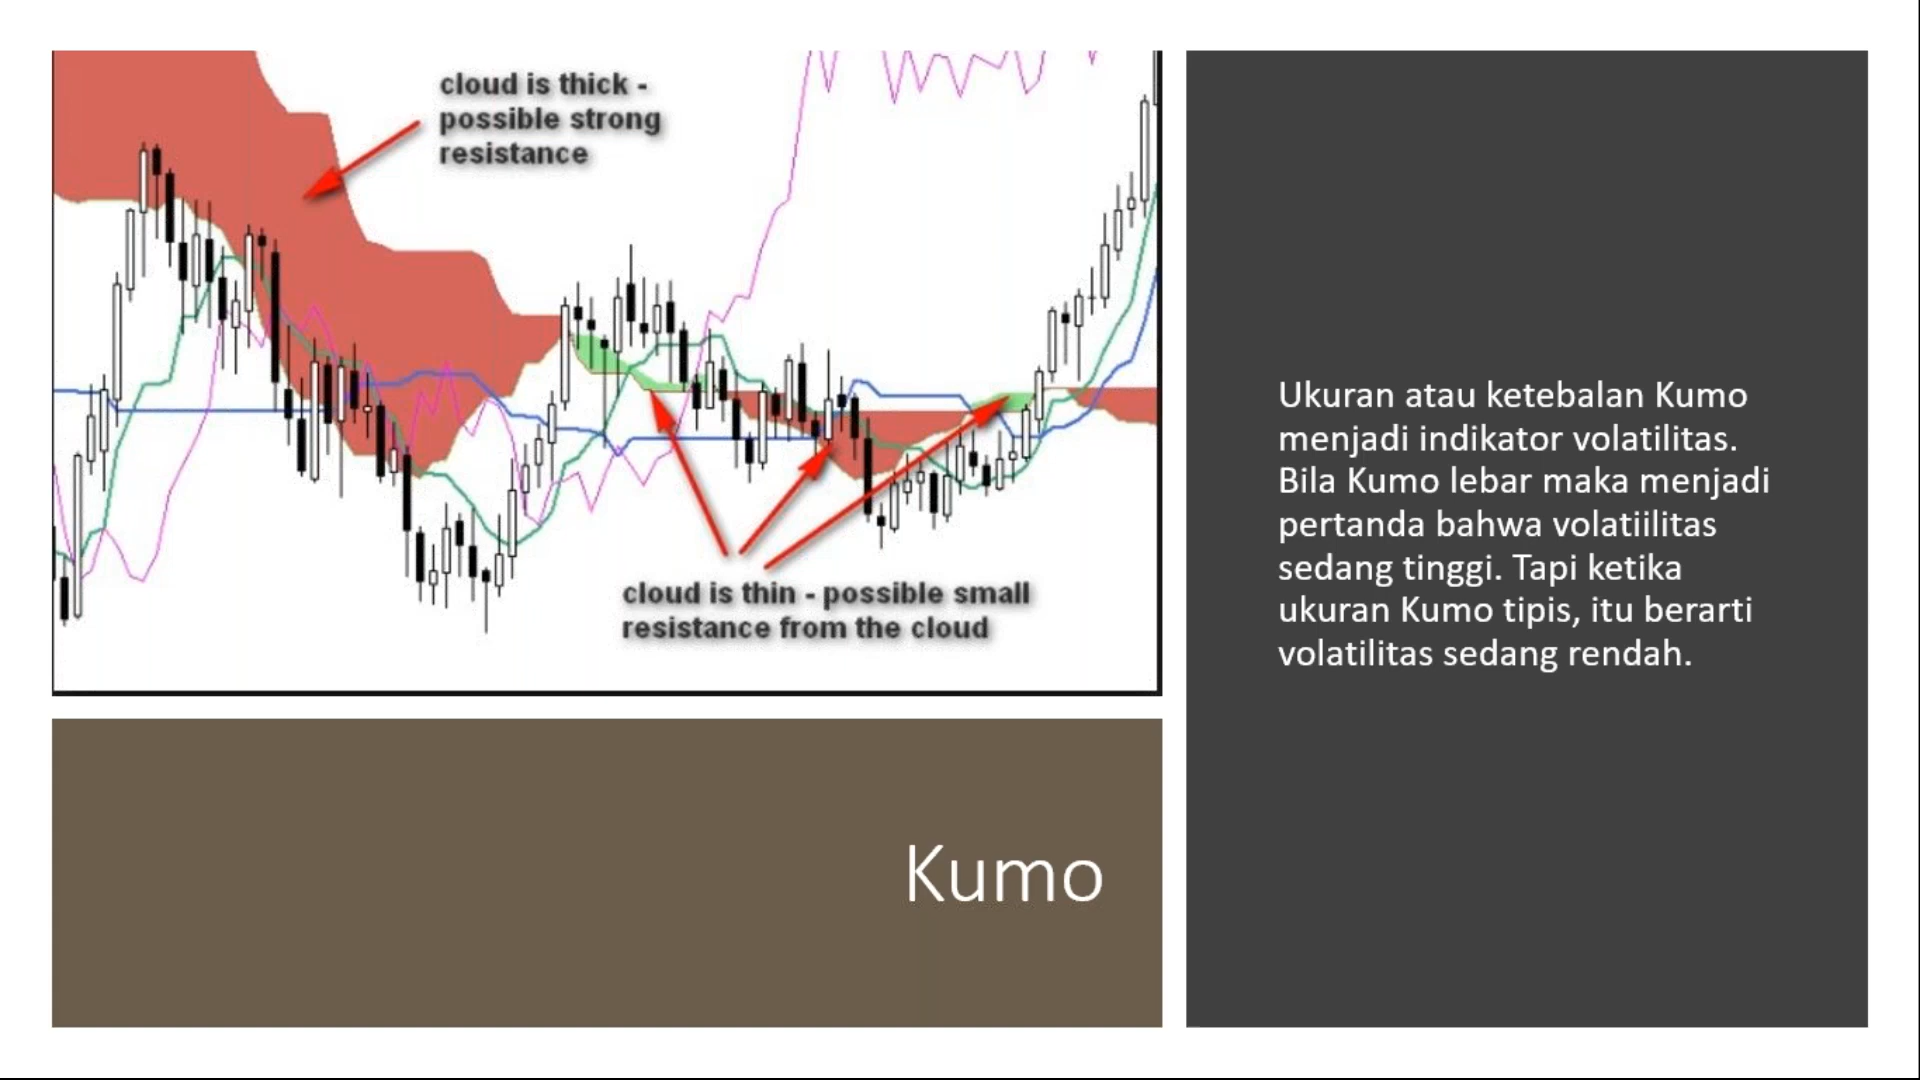 cloud is thick -
possible strong
resistance
cloud is thin - possible small
resistance from the cloud
Kumo
Ukuran atau ketebalan Kumo
menjadi indikator volatilitas.
Bila Kumo lebar maka menjadi
pertanda bahwa volatiilitas
sedang tinggi. Tapi ketika
ukuran Kumo tipis, itu berarti
volatilitas sedang rendah.